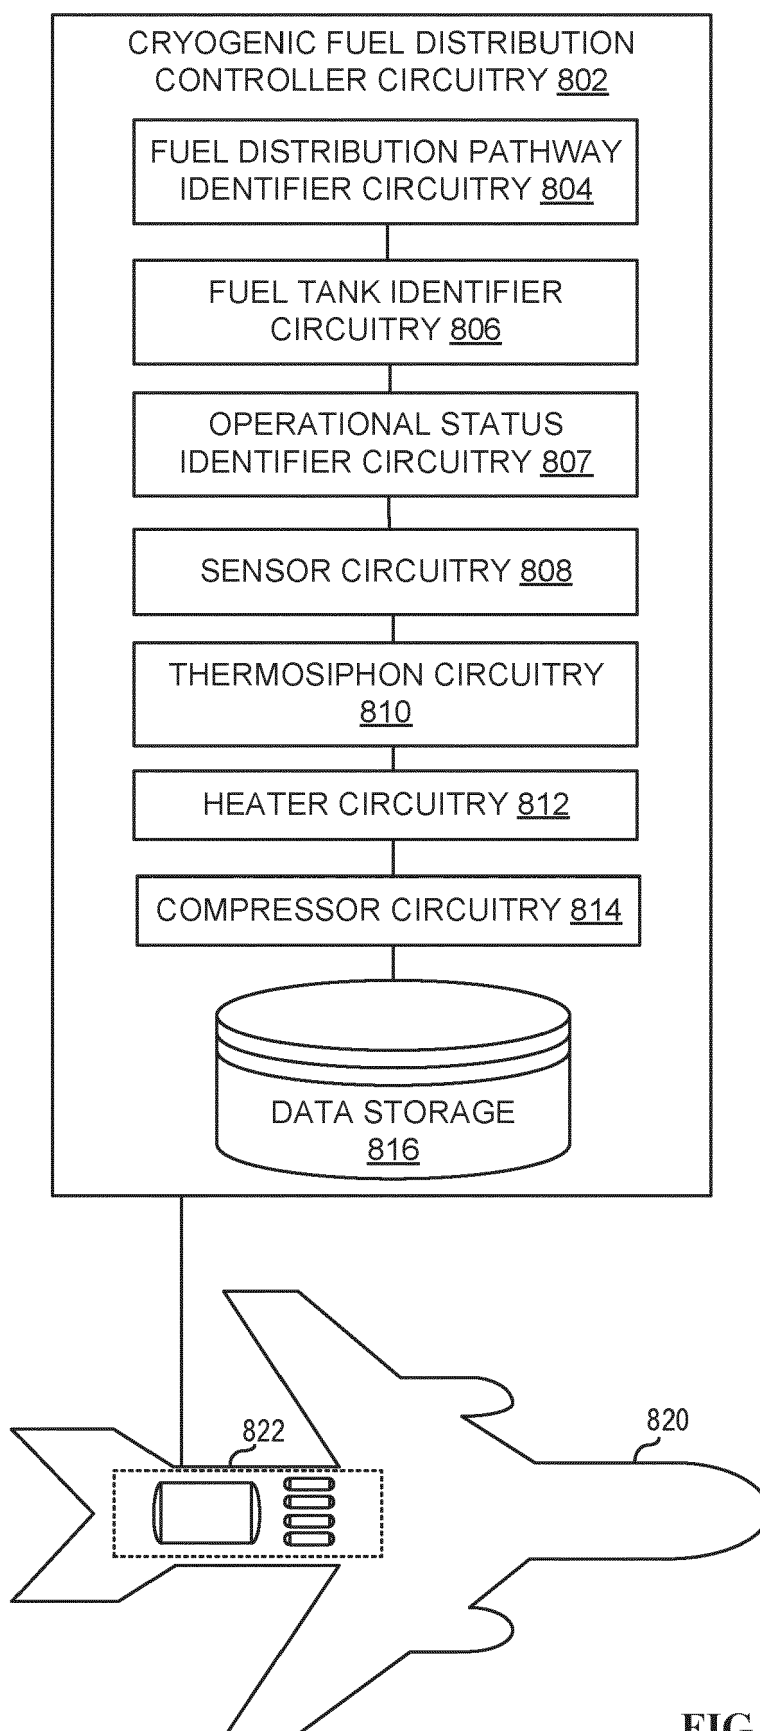 CRYOGENIC FUEL DISTRIBUTION
CONTROLLER CIRCUITRY 802
FUEL DISTRIBUTION PATHWAY
IDENTIFIER CIRCUITRY 804
FUEL TANK IDENTIFIER
CIRCUITRY 806
OPERATIONAL STATUS
IDENTIFIER CIRCUITRY 807
SENSOR CIRCUITRY 808
THERMOSIPHON CIRCUITRY
810
HEATER CIRCUITRY 812
COMPRESSOR CIRCUITRY 814
DATA STORAGE
816
822
820
FIG